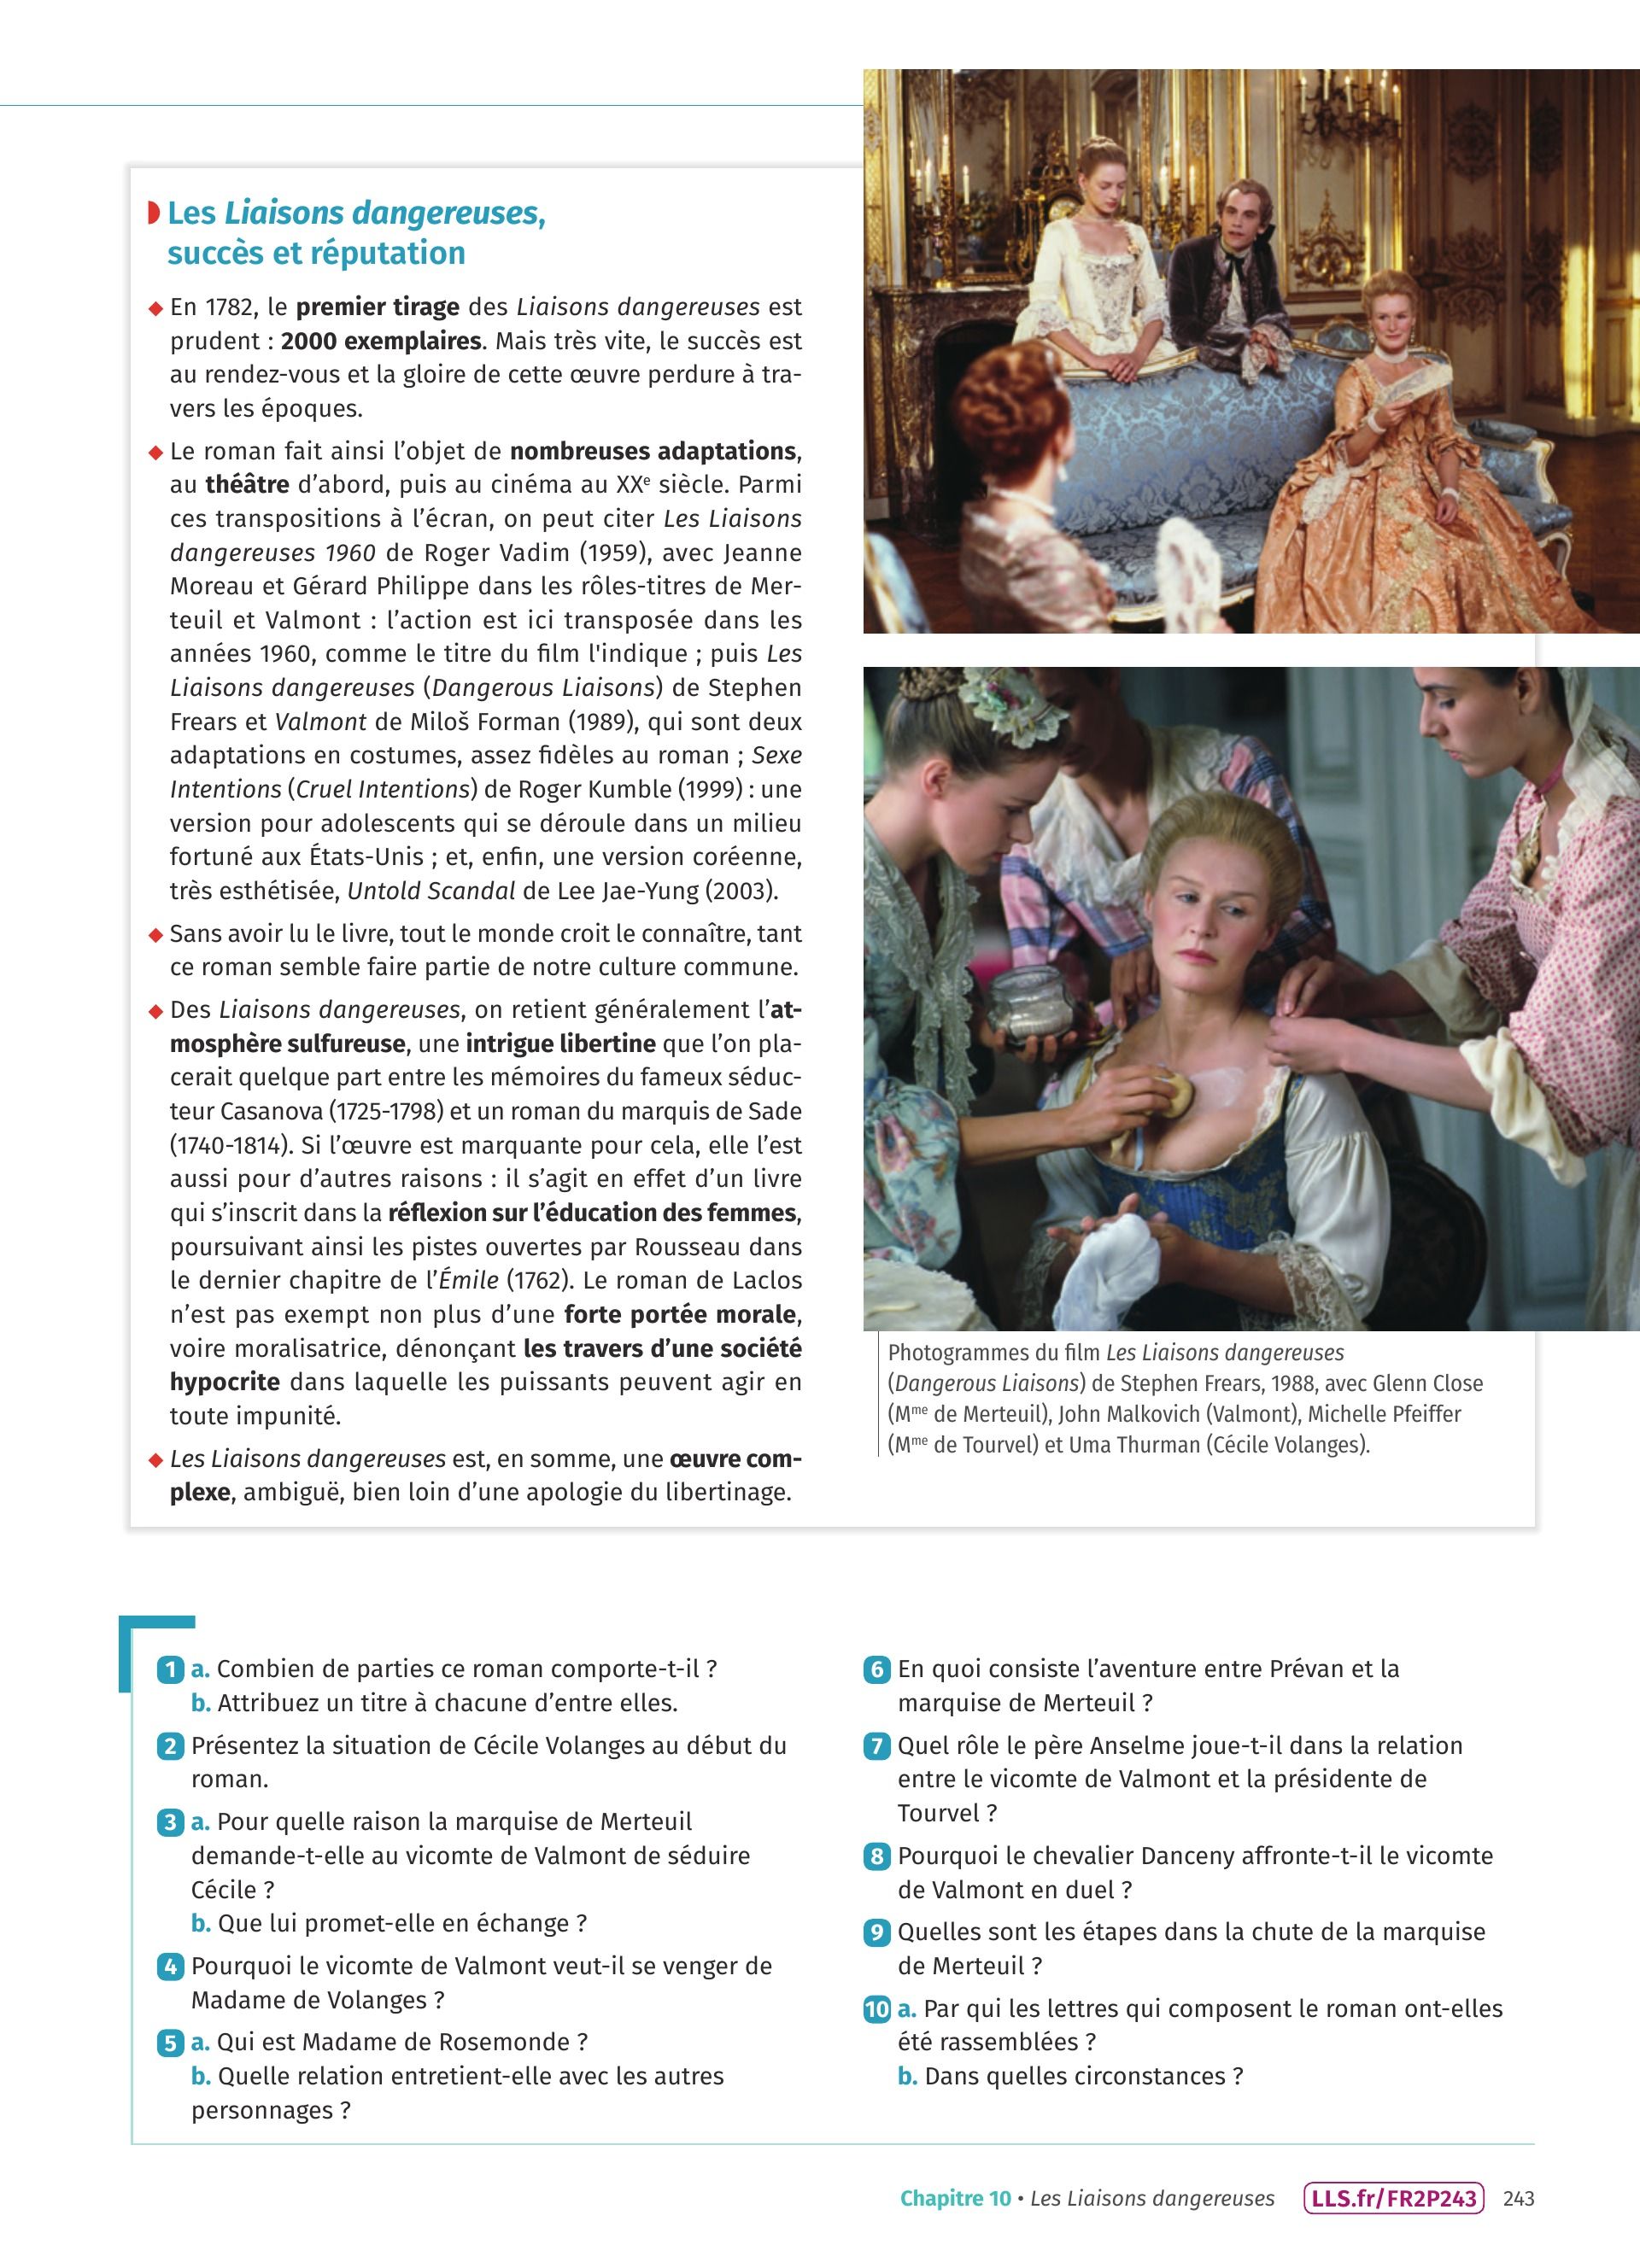 Les Liaisons dangereuses,
succès et réputation
En 1782, le premier tirage des Liaisons dangereuses est
prudent : 2000 exemplaires. Mais très vite, le succès est
au rendez-vous et la gloire de cette œuvre perdure à tra-
vers les époques.
Le roman fait ainsi l’objet de nombreuses adaptations,
au théâtre d’abord, puis au cinéma au XXe siècle. Parmi
ces transpositions à l’écran, on peut citer Les Liaisons
dangereuses 1960 de Roger Vadim (1959), avec Jeanne
Moreau et Gérard Philippe dans les rôles-titres de Mer-
teuil et Valmont : l’action est ici transposée dans les
années 1960, comme le titre du film l'indique ; puis Les
Liaisons dangereuses (Dangerous Liaisons) de Stephen
Frears et Valmont de Miloš Forman (1989), qui sont deux
adaptations en costumes, assez fidèles au roman ; Sexe
Intentions (Cruel Intentions) de Roger Kumble (1999) : une
version pour adolescents qui se déroule dans un milieu
fortuné aux États-Unis ; et, enfin, une version coréenne,
très esthétisée, Untold Scandal de Lee Jae-Yung (2003).
Sans avoir lu le livre, tout le monde croit le connaître, tant
ce roman semble faire partie de notre culture commune.
Des Liaisons dangereuses, on retient généralement l’at-
mosphère sulfureuse, une intrigue libertine que l’on pla-
cerait quelque part entre les mémoires du fameux séduc-
teur Casanova (1725-1798) et un roman du marquis de Sade
(1740-1814). Si l’œuvre est marquante pour cela, elle l’est
aussi pour d’autres raisons : il s’agit en effet d’un livre
qui s’inscrit dans la réflexion sur l’éducation des femmes,
poursuivant ainsi les pistes ouvertes par Rousseau dans
le dernier chapitre de l’Émile (1762). Le roman de Laclos
n’est pas exempt non plus d’une forte portée morale,
voire moralisatrice, dénonçant les travers d’une société
hypocrite dans laquelle les puissants peuvent agir en
toute impunité.
Les Liaisons dangereuses est, en somme, une œuvre com-
plexe, ambiguë, bien loin d’une apologie du libertinage.
Photogrammes du film Les Liaisons dangereuses
(Dangerous Liaisons) de Stephen Frears, 1988, avec Glenn Close
(Mme de Merteuil), John Malkovich (Valmont), Michelle Pfeiffer
(Mme de Tourvel) et Uma Thurman (Cécile Volanges).
1 a. Combien de parties ce roman comporte-t-il ?
b. Attribuez un titre à chacune d’entre elles.
2 Présentez la situation de Cécile Volanges au début du
roman.
3 a. Pour quelle raison la marquise de Merteuil
demande-t-elle au vicomte de Valmont de séduire
Cécile ?
b. Que lui promet-elle en échange ?
4 Pourquoi le vicomte de Valmont veut-il se venger de
Madame de Volanges ?
5 a. Qui est Madame de Rosemonde ?
b. Quelle relation entretient-elle avec les autres
personnages ?
6 En quoi consiste l’aventure entre Prévan et la
marquise de Merteuil ?
7 Quel rôle le père Anselme joue-t-il dans la relation
entre le vicomte de Valmont et la présidente de
Tourvel ?
8 Pourquoi le chevalier Danceny affronte-t-il le vicomte
de Valmont en duel ?
9 Quelles sont les étapes dans la chute de la marquise
de Merteuil ?
10 a. Par qui les lettres qui composent le roman ont-elles
été rassemblées ?
b. Dans quelles circonstances ?
Chapitre 10 • Les Liaisons dangereuses LLS.fr/FR2P243 243